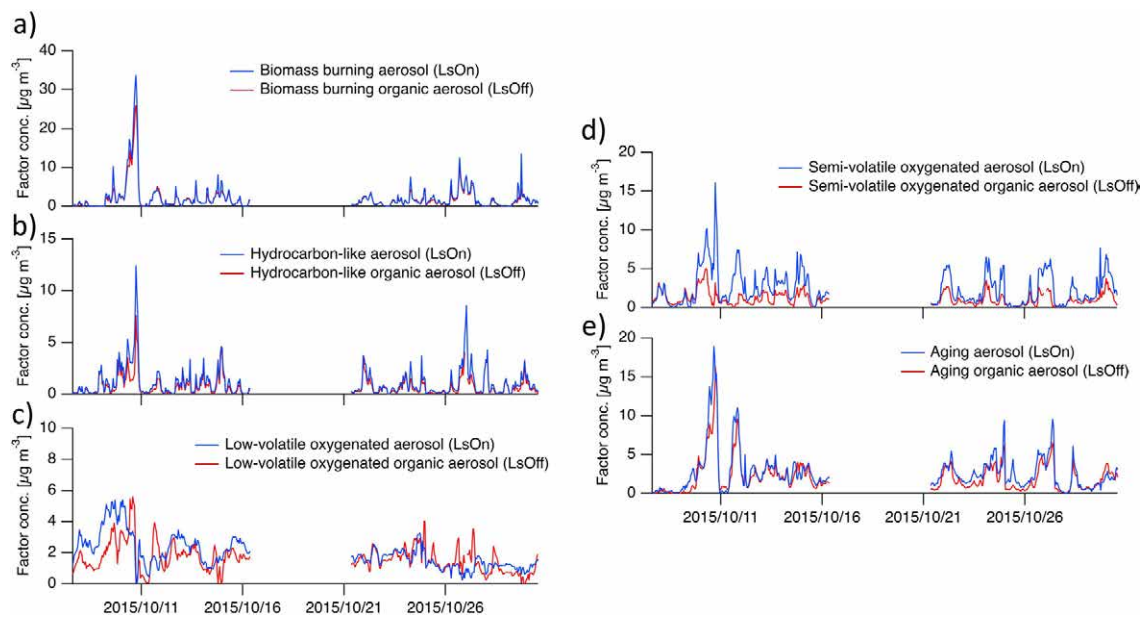 a)
40
30
20
10
0
Factor conc. [µg m⁻³]
Biomass burning aerosol (LsOn)
Biomass burning organic aerosol (LsOff)
b)
15
10
5
0
Factor conc. [µg m⁻³]
Hydrocarbon-like aerosol (LsOn)
Hydrocarbon-like organic aerosol (LsOff)
c)
10
8
6
4
2
0
Factor conc. [µg m⁻³]
Low-volatile oxygenated aerosol (LsOn)
Low-volatile oxygenated organic aerosol (LsOff)
2015/10/11 2015/10/16 2015/10/21 2015/10/26
d)
20
15
10
5
0
Factor conc. [µg m⁻³]
Semi-volatile oxygenated aerosol (LsOn)
Semi-volatile oxygenated organic aerosol (LsOff)
e)
20
15
10
5
0
Factor conc. [µg m⁻³]
Aging aerosol (LsOn)
Aging organic aerosol (LsOff)
2015/10/11 2015/10/16 2015/10/21 2015/10/26